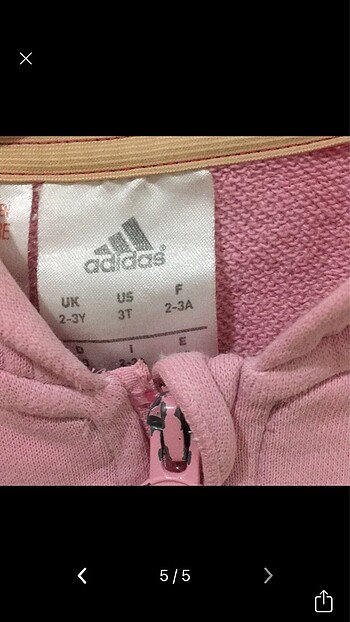 adidas
UK US F
2-3Y 3T 2-3A
D I E
5 / 5